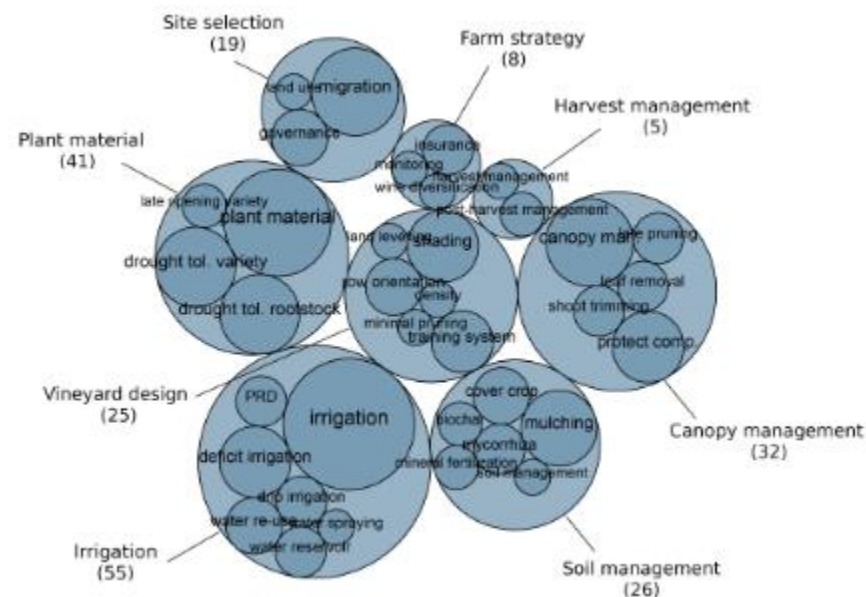 Site selection
(19)
land use
migration
governance
Farm strategy
(8)
insurance
monitoring
wine diversification
Harvest management
(5)
harvest management
post-harvest management
Plant material
(41)
late ripening variety
plant material
drought tol. variety
drought tol. rootstock
land leveling
shading
row orientation
density
minimal pruning
training system
canopy man.
late pruning
leaf removal
shoot trimming
protect comp.
Vineyard design
(25)
PRD
irrigation
deficit irrigation
drip irrigation
water re-use
water spraying
water reservoir
cover crop
biochar
mulching
mycorrhiza
mineral fertilization
soil management
Canopy management
(32)
Irrigation
(55)
Soil management
(26)